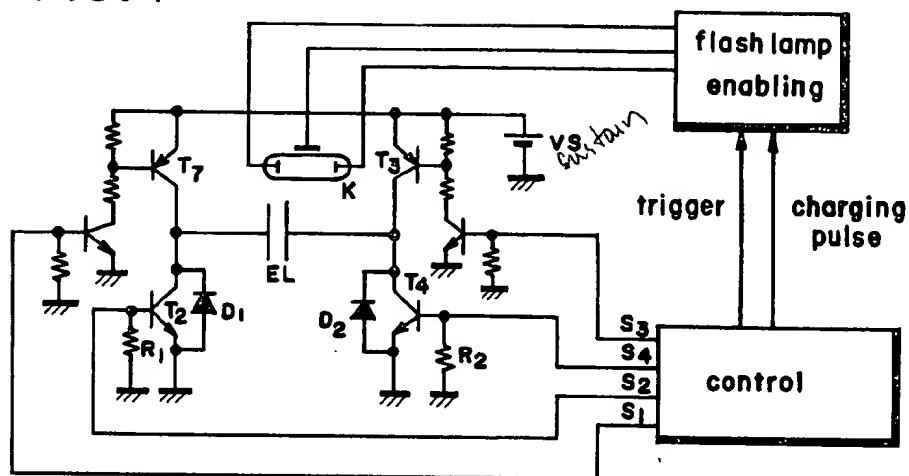 flash lamp
enabling
VS
sustain
T7
T3
K
trigger
charging
pulse
EL
T2
D1
T4
D2
R1
R2
S3
S4
S2
S1
control